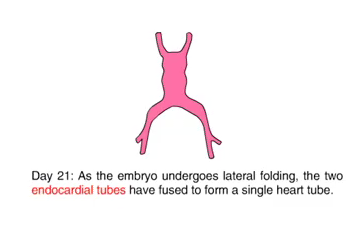 Day 21: As the embryo undergoes lateral folding, the two
endocardial tubes have fused to form a single heart tube.